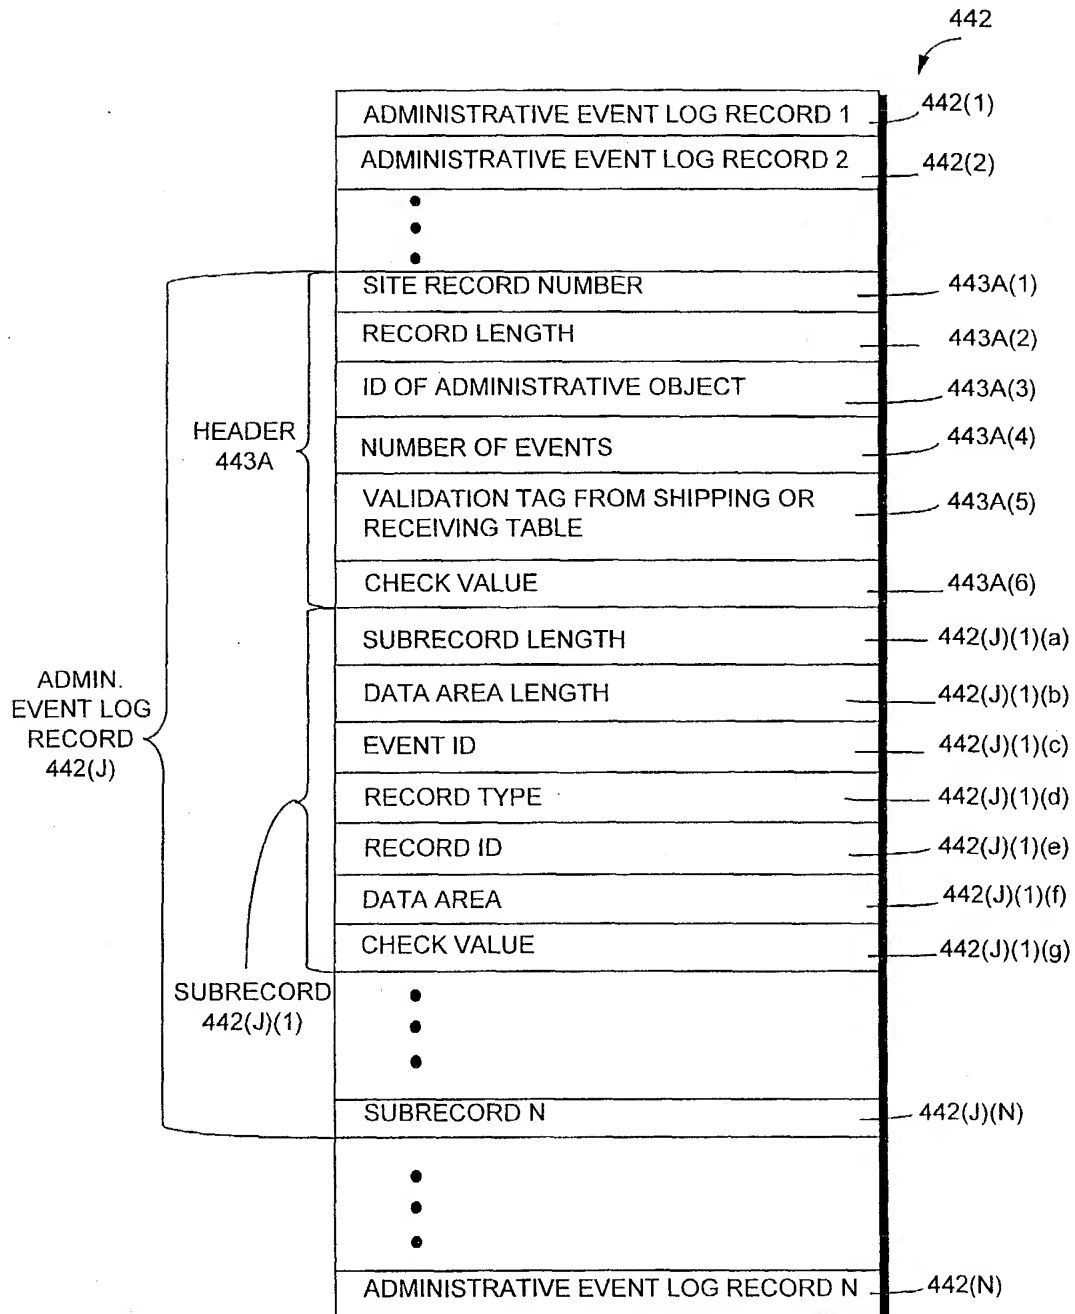 442
ADMINISTRATIVE EVENT LOG RECORD 1
442(1)
ADMINISTRATIVE EVENT LOG RECORD 2
442(2)
SITE RECORD NUMBER
443A(1)
RECORD LENGTH
443A(2)
ID OF ADMINISTRATIVE OBJECT
443A(3)
HEADER
443A
NUMBER OF EVENTS
443A(4)
VALIDATION TAG FROM SHIPPING OR
RECEIVING TABLE
443A(5)
CHECK VALUE
443A(6)
SUBRECORD LENGTH
442(J)(1)(a)
ADMIN.
EVENT LOG
RECORD
442(J)
DATA AREA LENGTH
442(J)(1)(b)
EVENT ID
442(J)(1)(c)
RECORD TYPE
442(J)(1)(d)
RECORD ID
442(J)(1)(e)
DATA AREA
442(J)(1)(f)
CHECK VALUE
442(J)(1)(g)
SUBRECORD
442(J)(1)
SUBRECORD N
442(J)(N)
ADMINISTRATIVE EVENT LOG RECORD N
442(N)